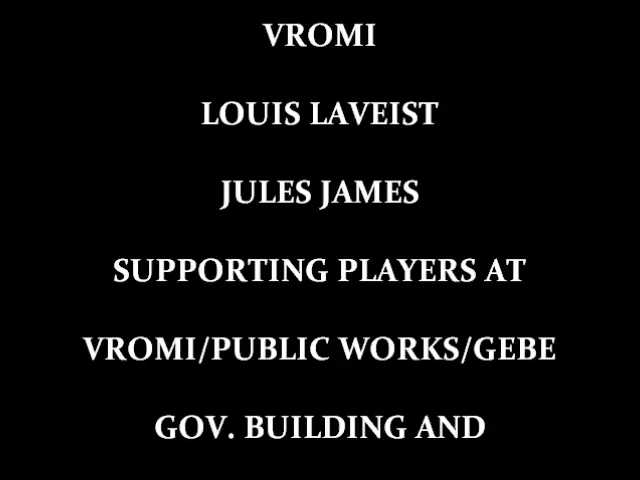 VROMI
LOUIS LAVEIST
JULES JAMES
SUPPORTING PLAYERS AT
VROMI/PUBLIC WORKS/GEBE
GOV. BUILDING AND